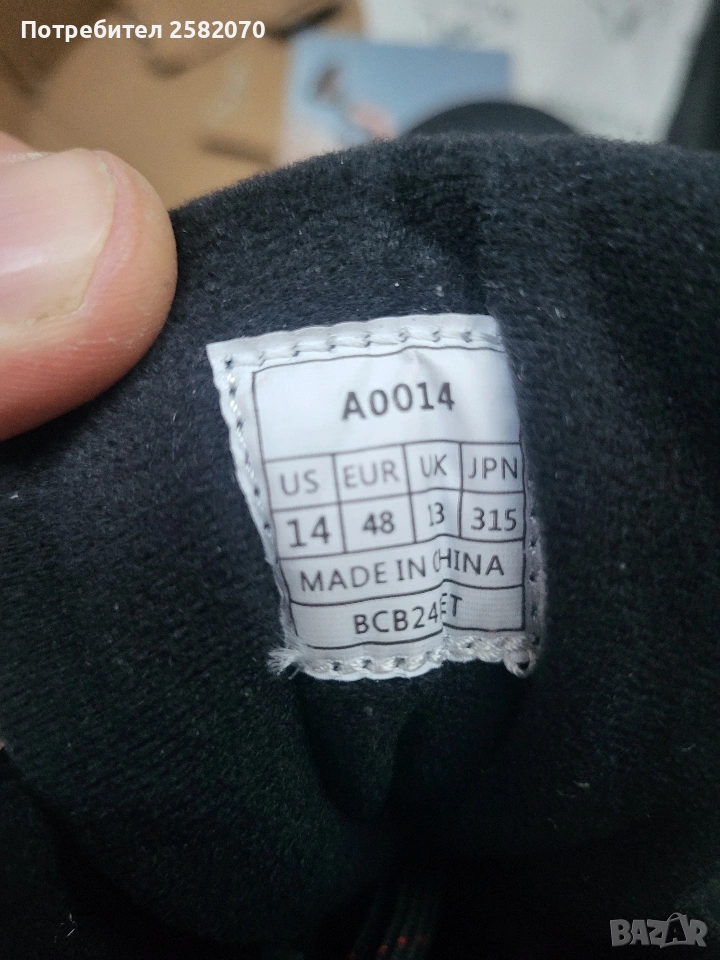 Потребител 2582070
A0014
US EUR UK JPN
14 48 13 315
MADE IN CHINA
BAZAR